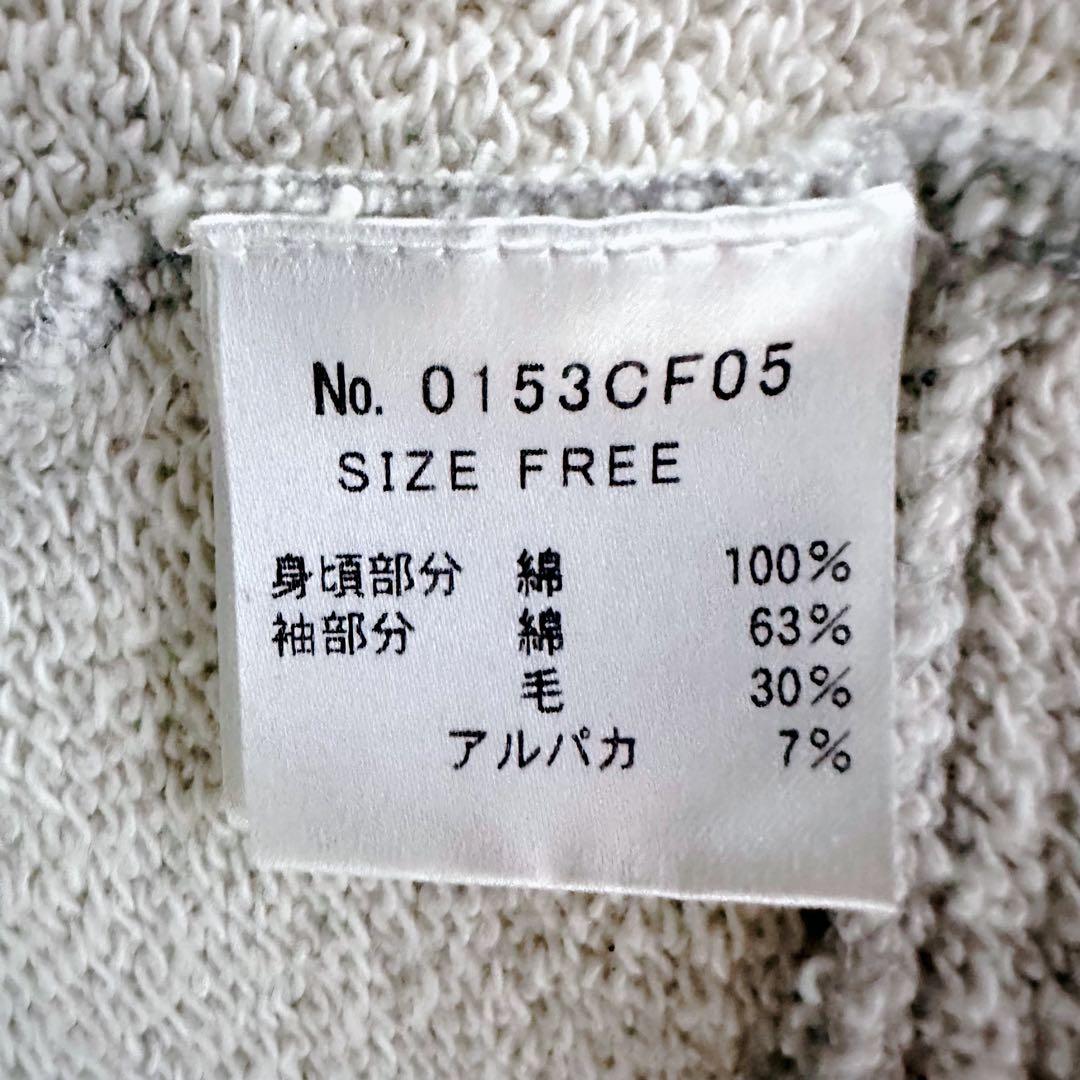 No. 0153CF05
SIZE FREE
身頃部分 綿 100%
袖部分 綿 63%
毛 30%
アルパカ 7%